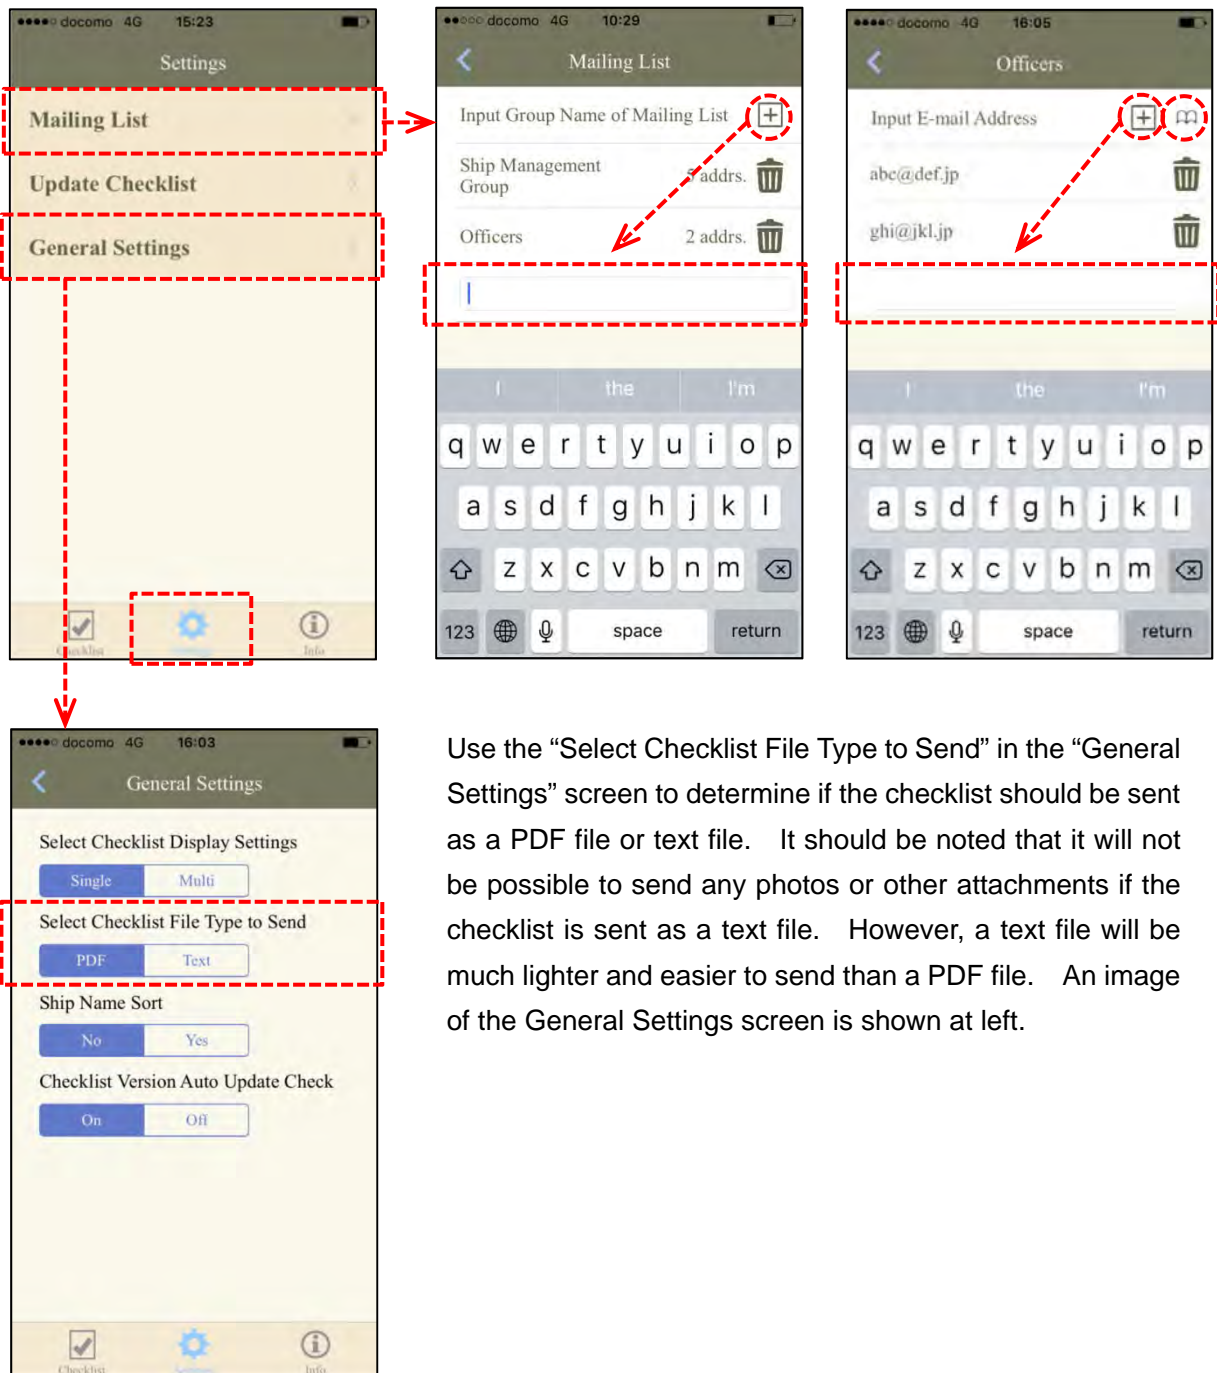 docomo 4G 15:23
Settings
Mailing List
Update Checklist
General Settings
Checklist
Info
docomo 4G 10:29
Mailing List
Input Group Name of Mailing List
Ship Management
Group
5 addrs.
Officers 2 addrs.
I the I'm
q w e r t y u i o p
a s d f g h j k l
z x c v b n m
123 space return
docomo 4G 16:05
Officers
Input E-mail Address
abc@def.jp
ghi@jkl.jp
I the I'm
q w e r t y u i o p
a s d f g h j k l
z x c v b n m
123 space return
docomo 4G 16:03
General Settings
Select Checklist Display Settings
Single Multi
Select Checklist File Type to Send
PDF Text
Ship Name Sort
No Yes
Checklist Version Auto Update Check
On Off
Checklist
Info
Use the “Select Checklist File Type to Send” in the “General
Settings” screen to determine if the checklist should be sent
as a PDF file or text file. It should be noted that it will not
be possible to send any photos or other attachments if the
checklist is sent as a text file. However, a text file will be
much lighter and easier to send than a PDF file. An image
of the General Settings screen is shown at left.